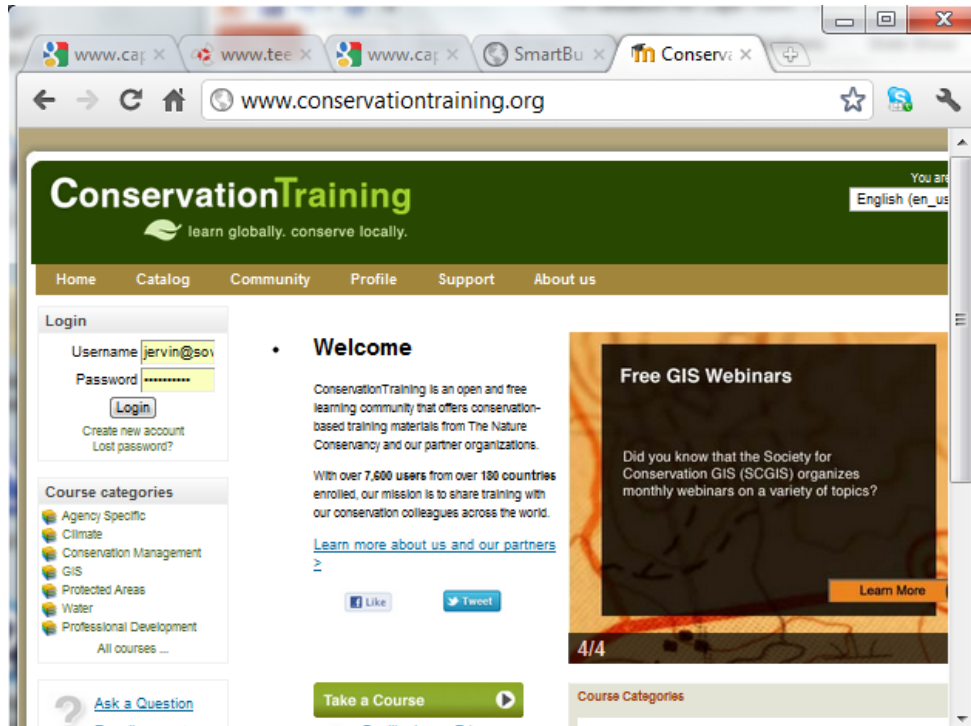 www.cap
www.tee
www.cap
SmartBu
Conserva
www.conservationtraining.org
ConservationTraining
learn globally. conserve locally.
You are
English (en_us
Home Catalog Community Profile Support About us
Login
Username jervin@sov
Password ••••••••••
Login
Create new account
Lost password?
Course categories
Agency Specific
Climate
Conservation Management
GIS
Protected Areas
Water
Professional Development
All courses ...
Ask a Question
• Welcome
ConservationTraining is an open and free
learning community that offers conservation-
based training materials from The Nature
Conservancy and our partner organizations.
With over 7,600 users from over 180 countries
enrolled, our mission is to share training with
our conservation colleagues across the world.
Learn more about us and our partners
>
Like
Tweet
Take a Course
Free GIS Webinars
Did you know that the Society for
Conservation GIS (SCGIS) organizes
monthly webinars on a variety of topics?
Learn More
4/4
Course Categories